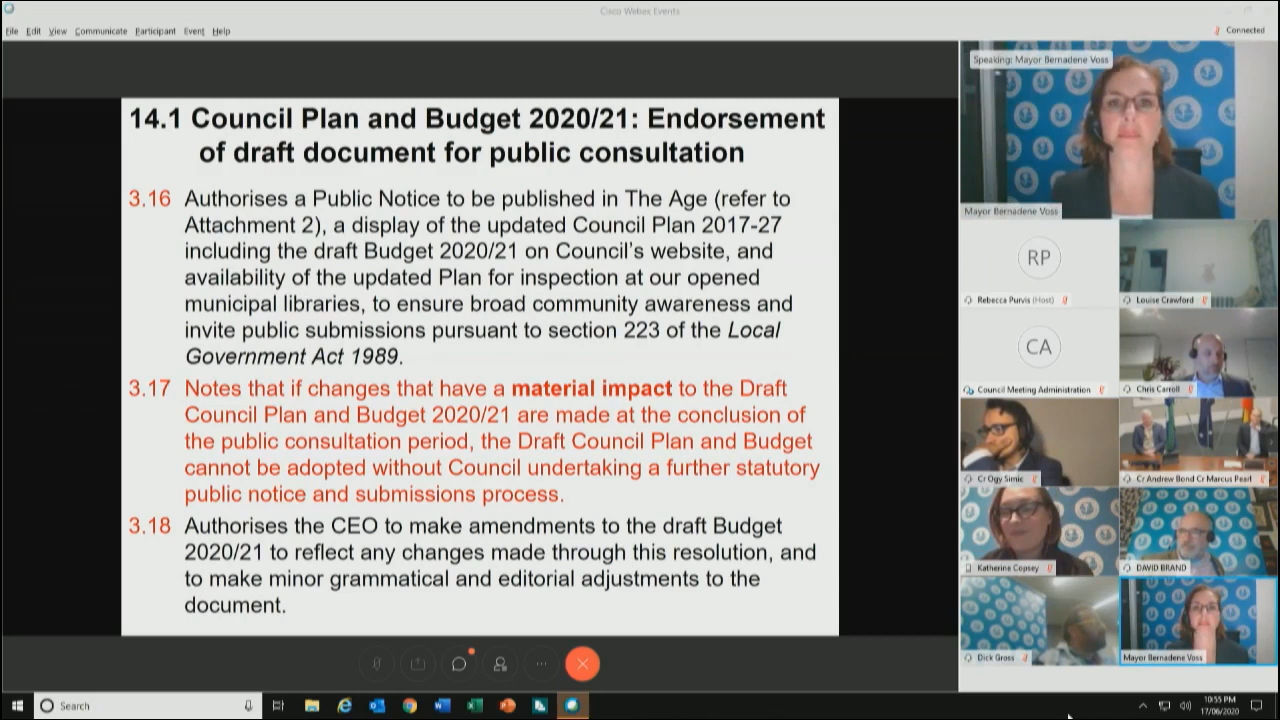 Cisco Webex Events
File Edit View Communicate Participant Event Help
Connected
14.1 Council Plan and Budget 2020/21: Endorsement
of draft document for public consultation
3.16 Authorises a Public Notice to be published in The Age (refer to
Attachment 2), a display of the updated Council Plan 2017-27
including the draft Budget 2020/21 on Council's website, and
availability of the updated Plan for inspection at our opened
municipal libraries, to ensure broad community awareness and
invite public submissions pursuant to section 223 of the Local
Government Act 1989.
3.17 Notes that if changes that have a material impact to the Draft
Council Plan and Budget 2020/21 are made at the conclusion of
the public consultation period, the Draft Council Plan and Budget
cannot be adopted without Council undertaking a further statutory
public notice and submissions process.
3.18 Authorises the CEO to make amendments to the draft Budget
2020/21 to reflect any changes made through this resolution, and
to make minor grammatical and editorial adjustments to the
document.
Speaking: Mayor Bernadene Voss
Mayor Bernadene Voss
RP
Rebecca Purvis (Host)
Louise Crawford
CA
Council Meeting Administration
Chris Carroll
Cr Ogy Simic
Cr Andrew Bond Cr Marcus Pearl
Katherine Copsey
DAVID BRAND
Dick Gross
Mayor Bernadene Voss
Search
10:55 PM
17/06/2020